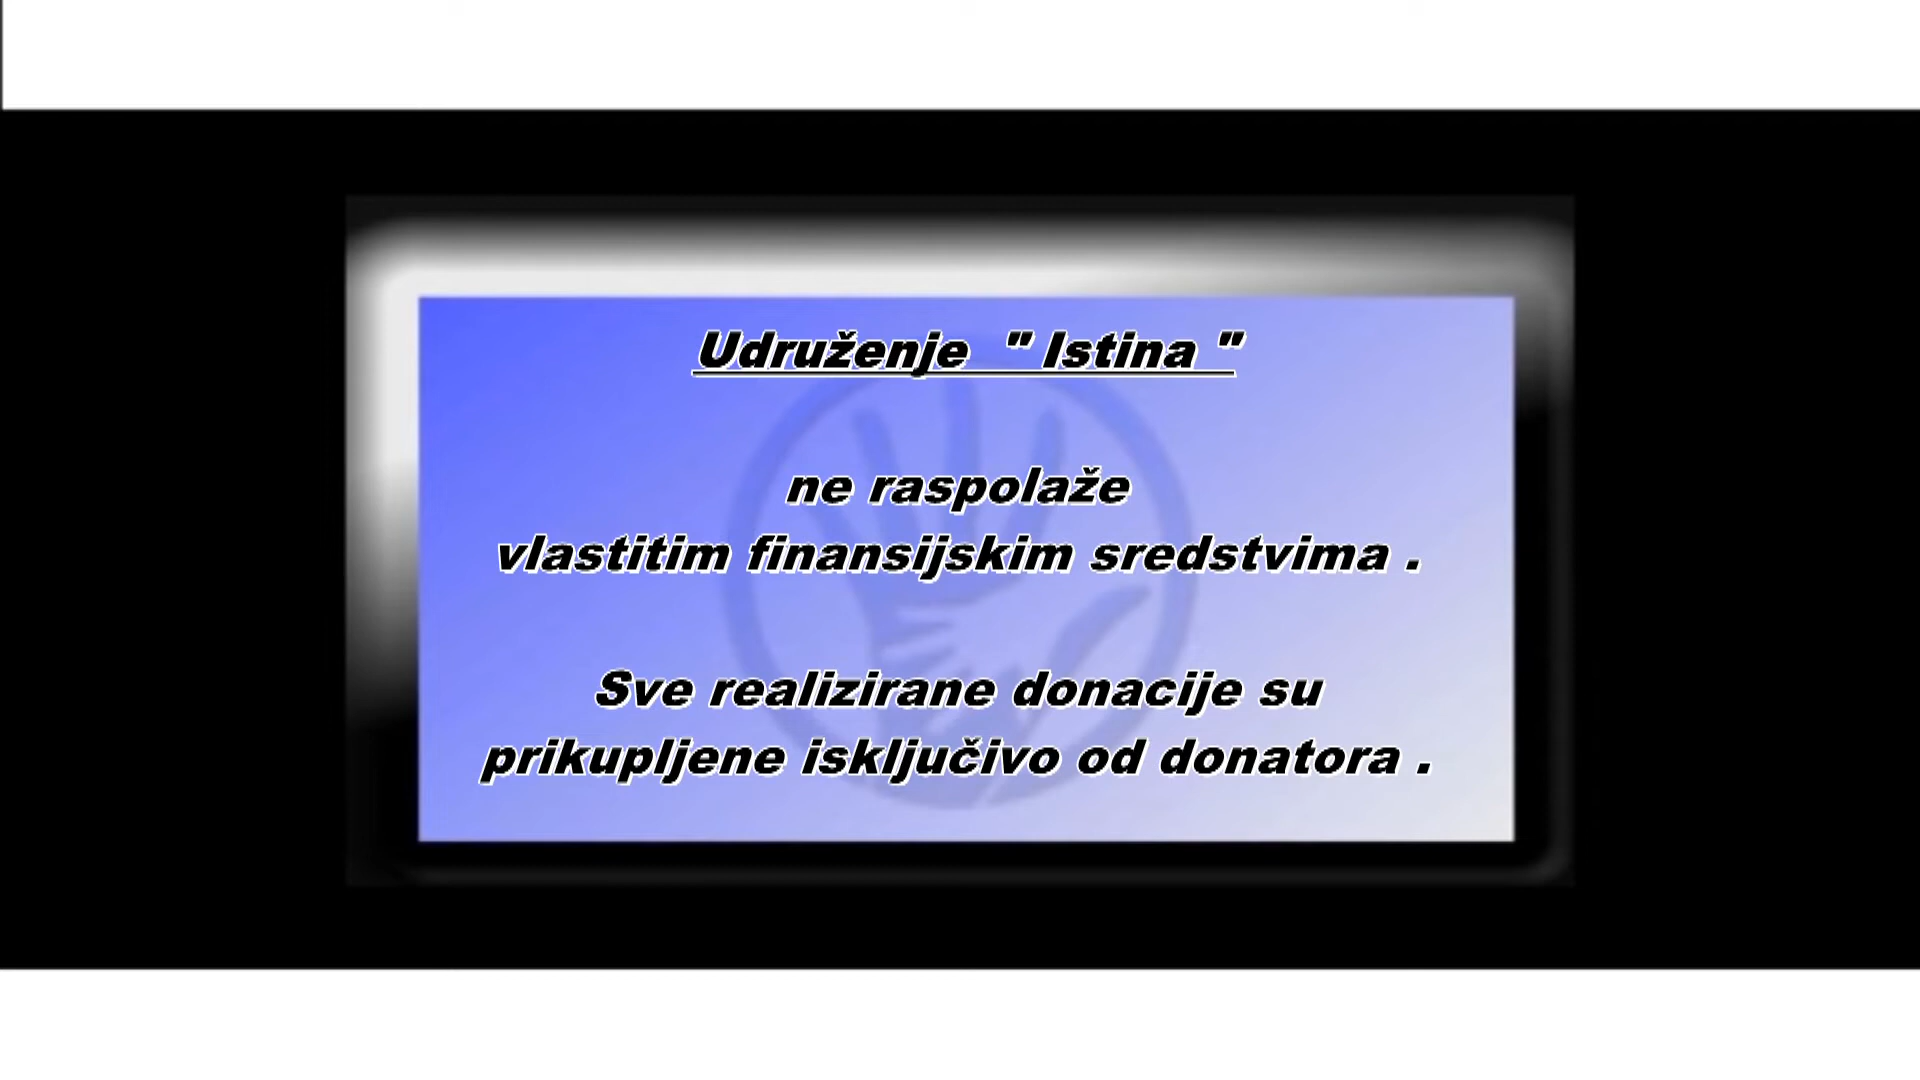 Udruženje " Istina "
ne raspolaže
vlastitim finansijskim sredstvima .
Sve realizirane donacije su
prikupljene isključivo od donatora .